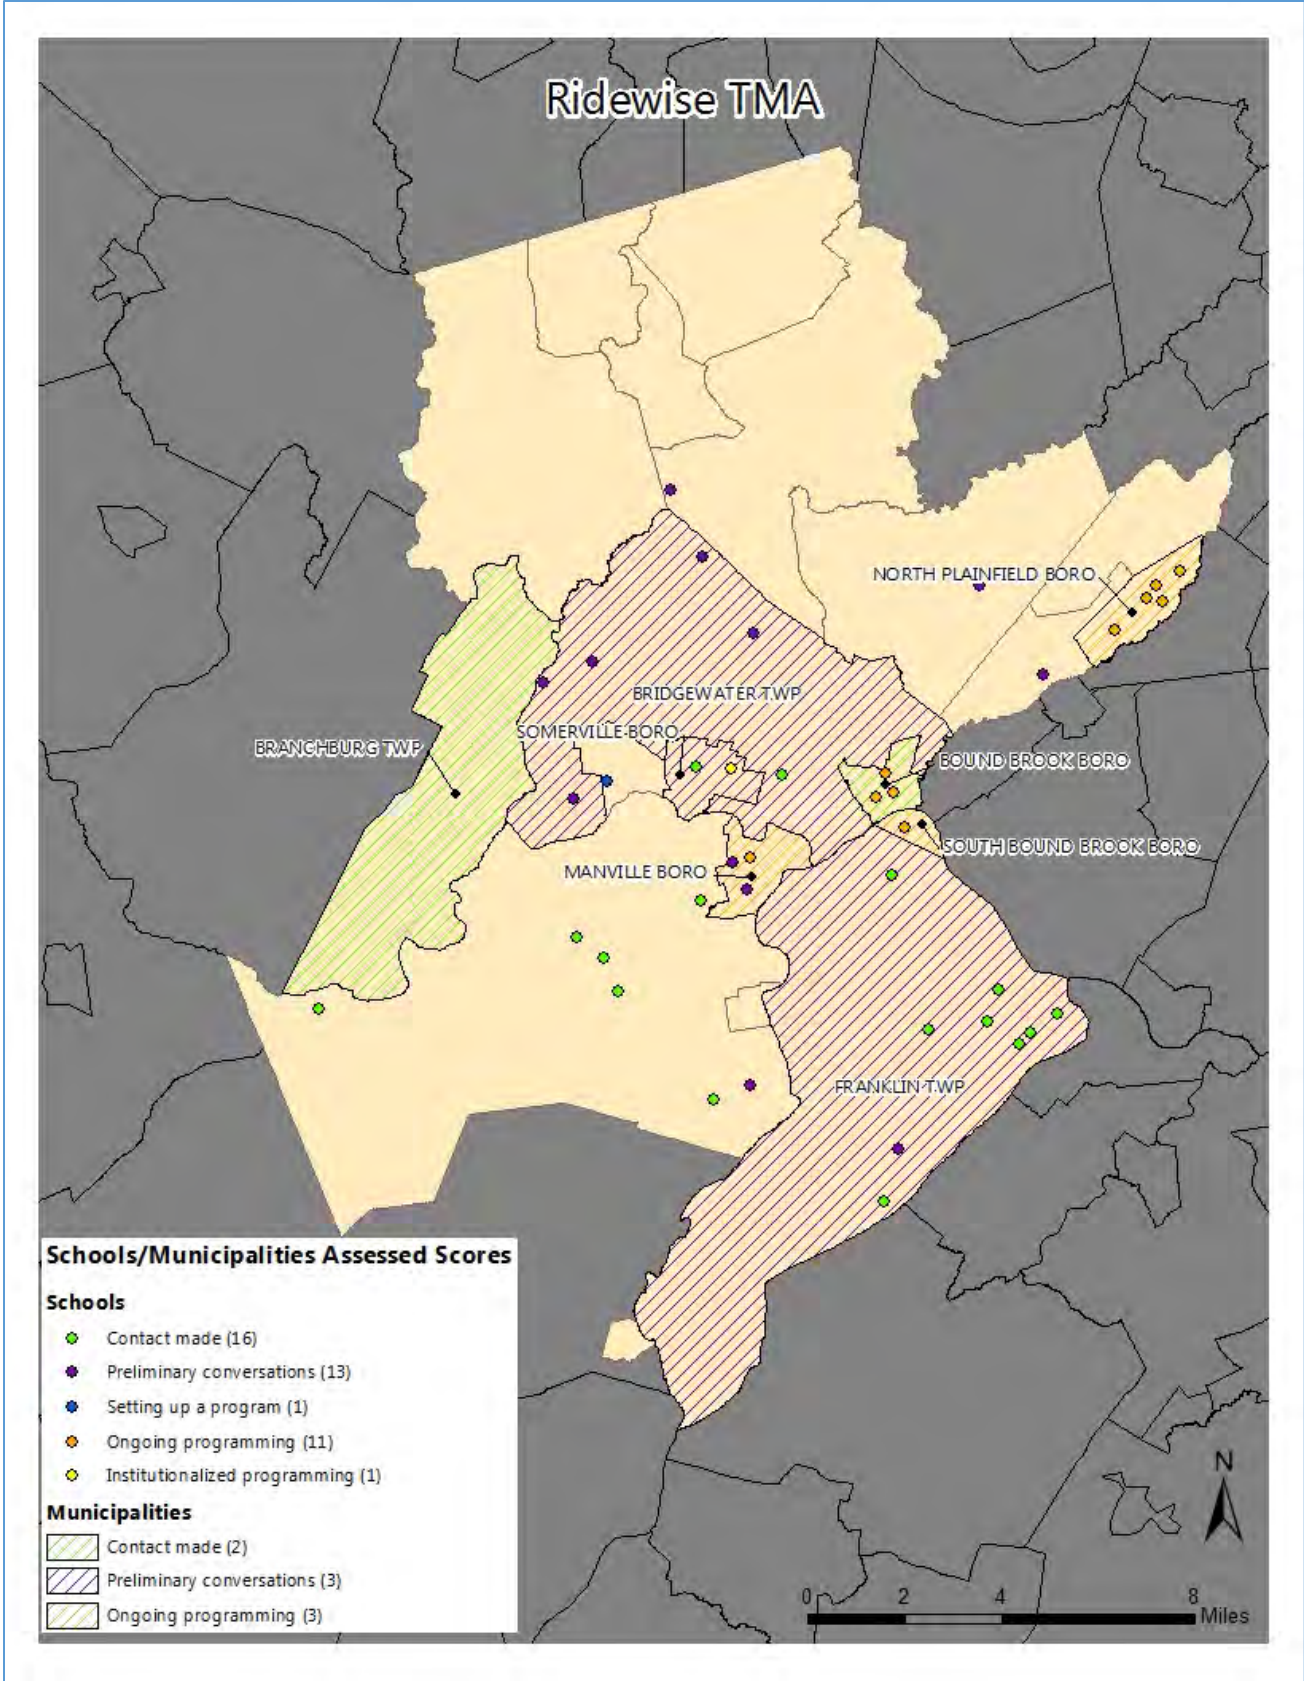 Ridewise TMA
NORTH PLAINFIELD BORO
BRIDGEWATER TWP
SOMERVILLE BORO
BRANCHBURG TWP
BOUND BROOK BORO
SOUTH BOUND BROOK BORO
MANVILLE BORO
FRANKLIN TWP
Schools/Municipalities Assessed Scores
Schools
Contact made (16)
Preliminary conversations (13)
Setting up a program (1)
Ongoing programming (11)
Institutionalized programming (1)
Municipalities
Contact made (2)
Preliminary conversations (3)
Ongoing programming (3)
N
0 2 4 8
Miles